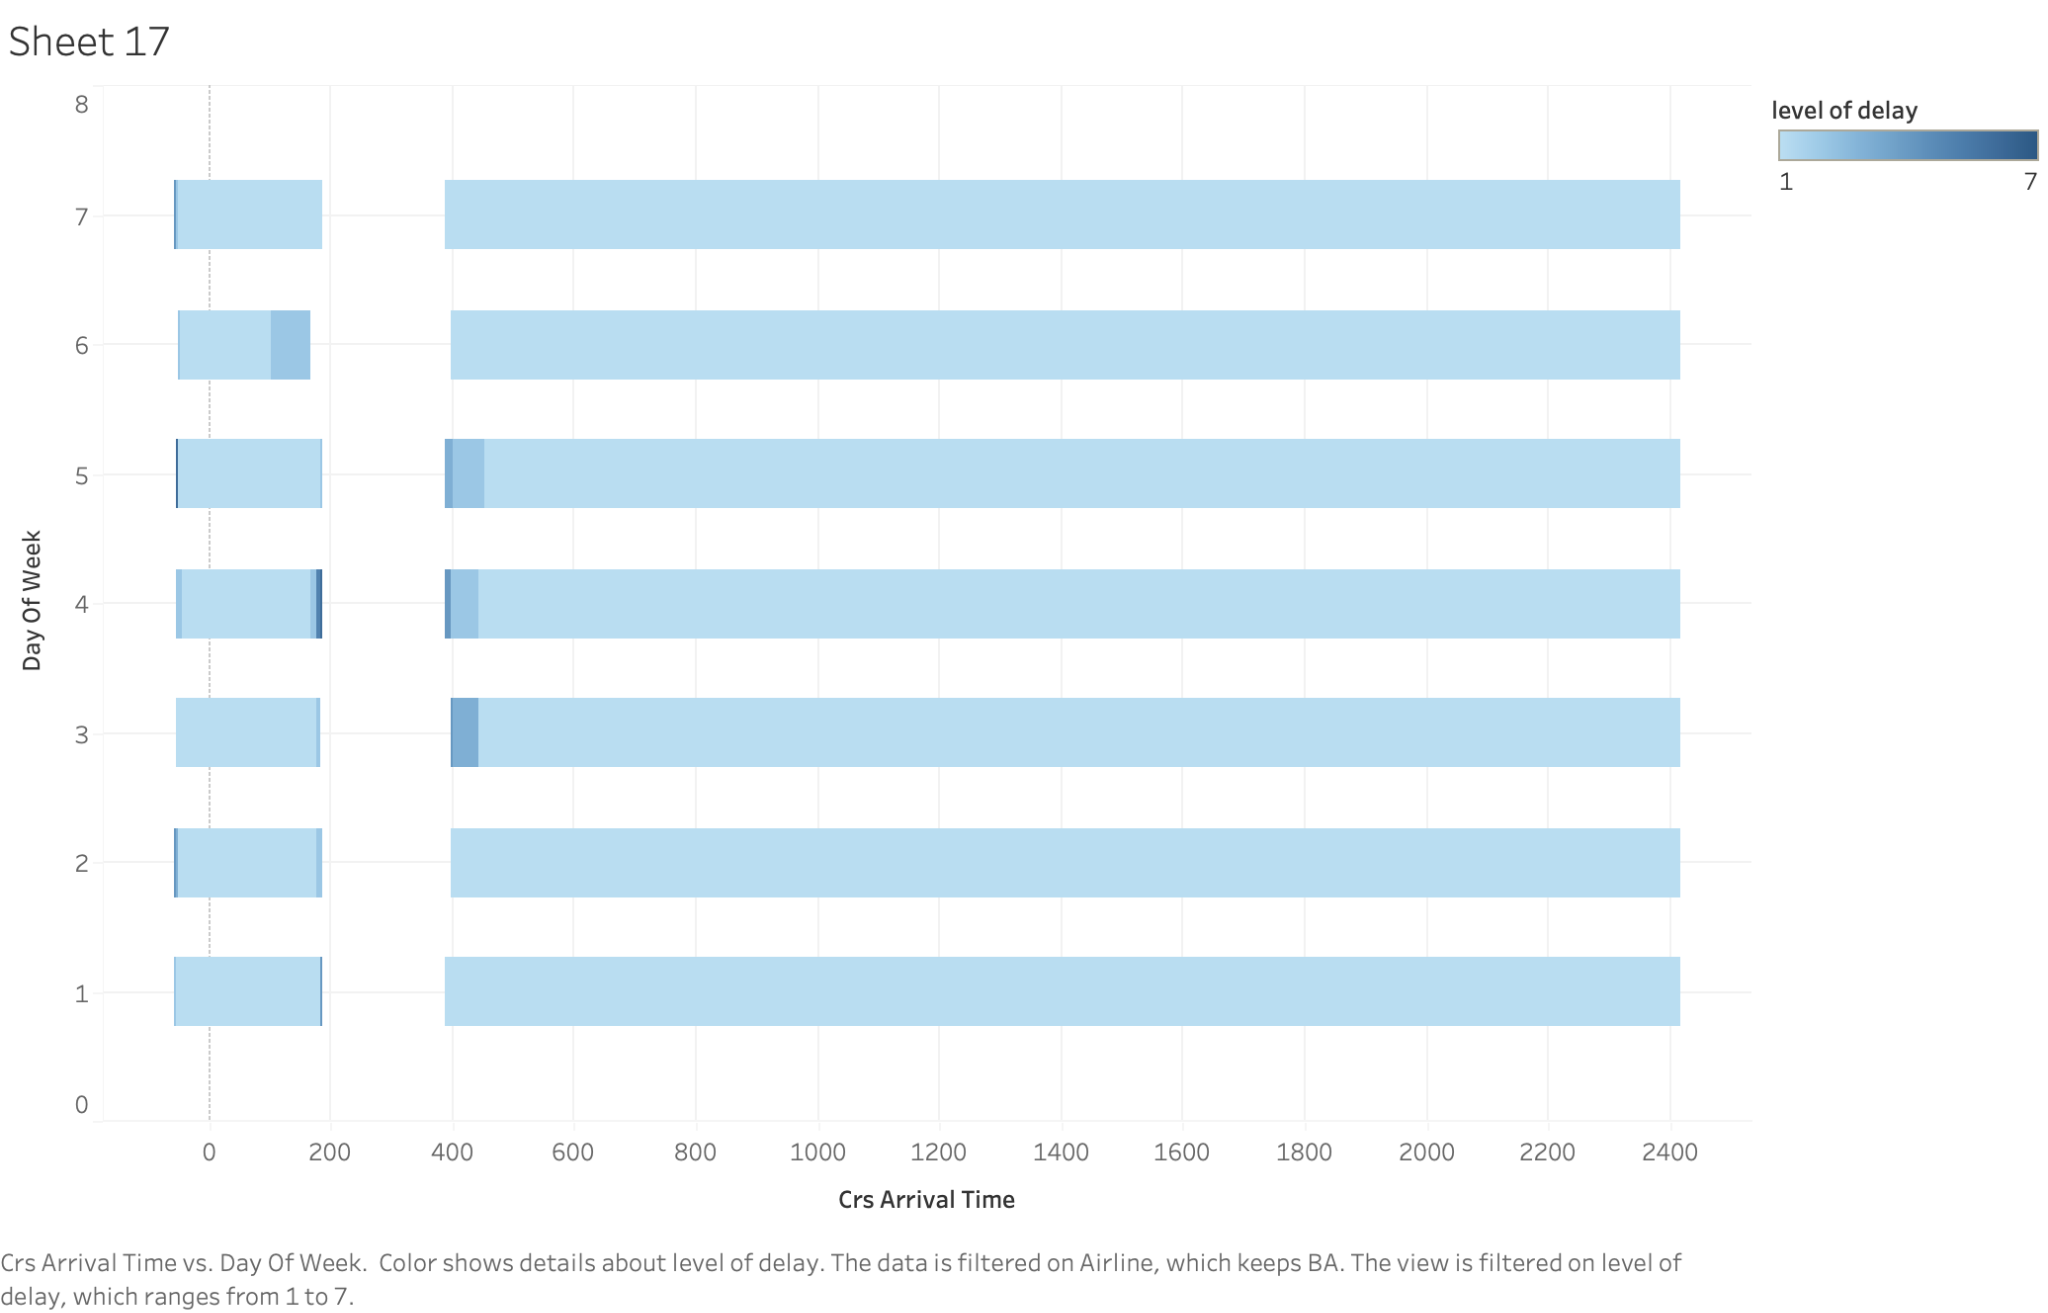 Sheet 17
level of delay
1 7
8
7
6
5
4
3
2
1
0
Day Of Week
0 200 400 600 800 1000 1200 1400 1600 1800 2000 2200 2400
Crs Arrival Time
Crs Arrival Time vs. Day Of Week.  Color shows details about level of delay. The data is filtered on Airline, which keeps BA. The view is filtered on level of
delay, which ranges from 1 to 7.